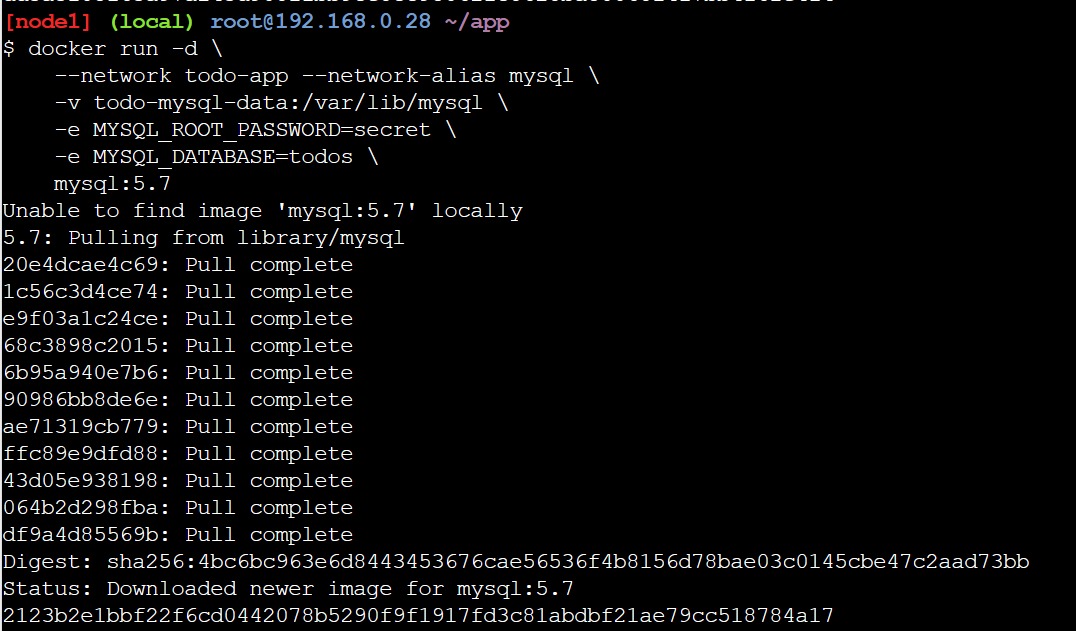 [node1] (local) root@192.168.0.28 ~/app
$ docker run -d \
    --network todo-app --network-alias mysql \
    -v todo-mysql-data:/var/lib/mysql \
    -e MYSQL_ROOT_PASSWORD=secret \
    -e MYSQL_DATABASE=todos \
    mysql:5.7
Unable to find image 'mysql:5.7' locally
5.7: Pulling from library/mysql
20e4dcae4c69: Pull complete
1c56c3d4ce74: Pull complete
e9f03a1c24ce: Pull complete
68c3898c2015: Pull complete
6b95a940e7b6: Pull complete
90986bb8de6e: Pull complete
ae71319cb779: Pull complete
ffc89e9dfd88: Pull complete
43d05e938198: Pull complete
064b2d298fba: Pull complete
df9a4d85569b: Pull complete
Digest: sha256:4bc6bc963e6d8443453676cae56536f4b8156d78bae03c0145cbe47c2aad73bb
Status: Downloaded newer image for mysql:5.7
2123b2e1bbf22f6cd0442078b5290f9f1917fd3c81abdbf21ae79cc518784a17